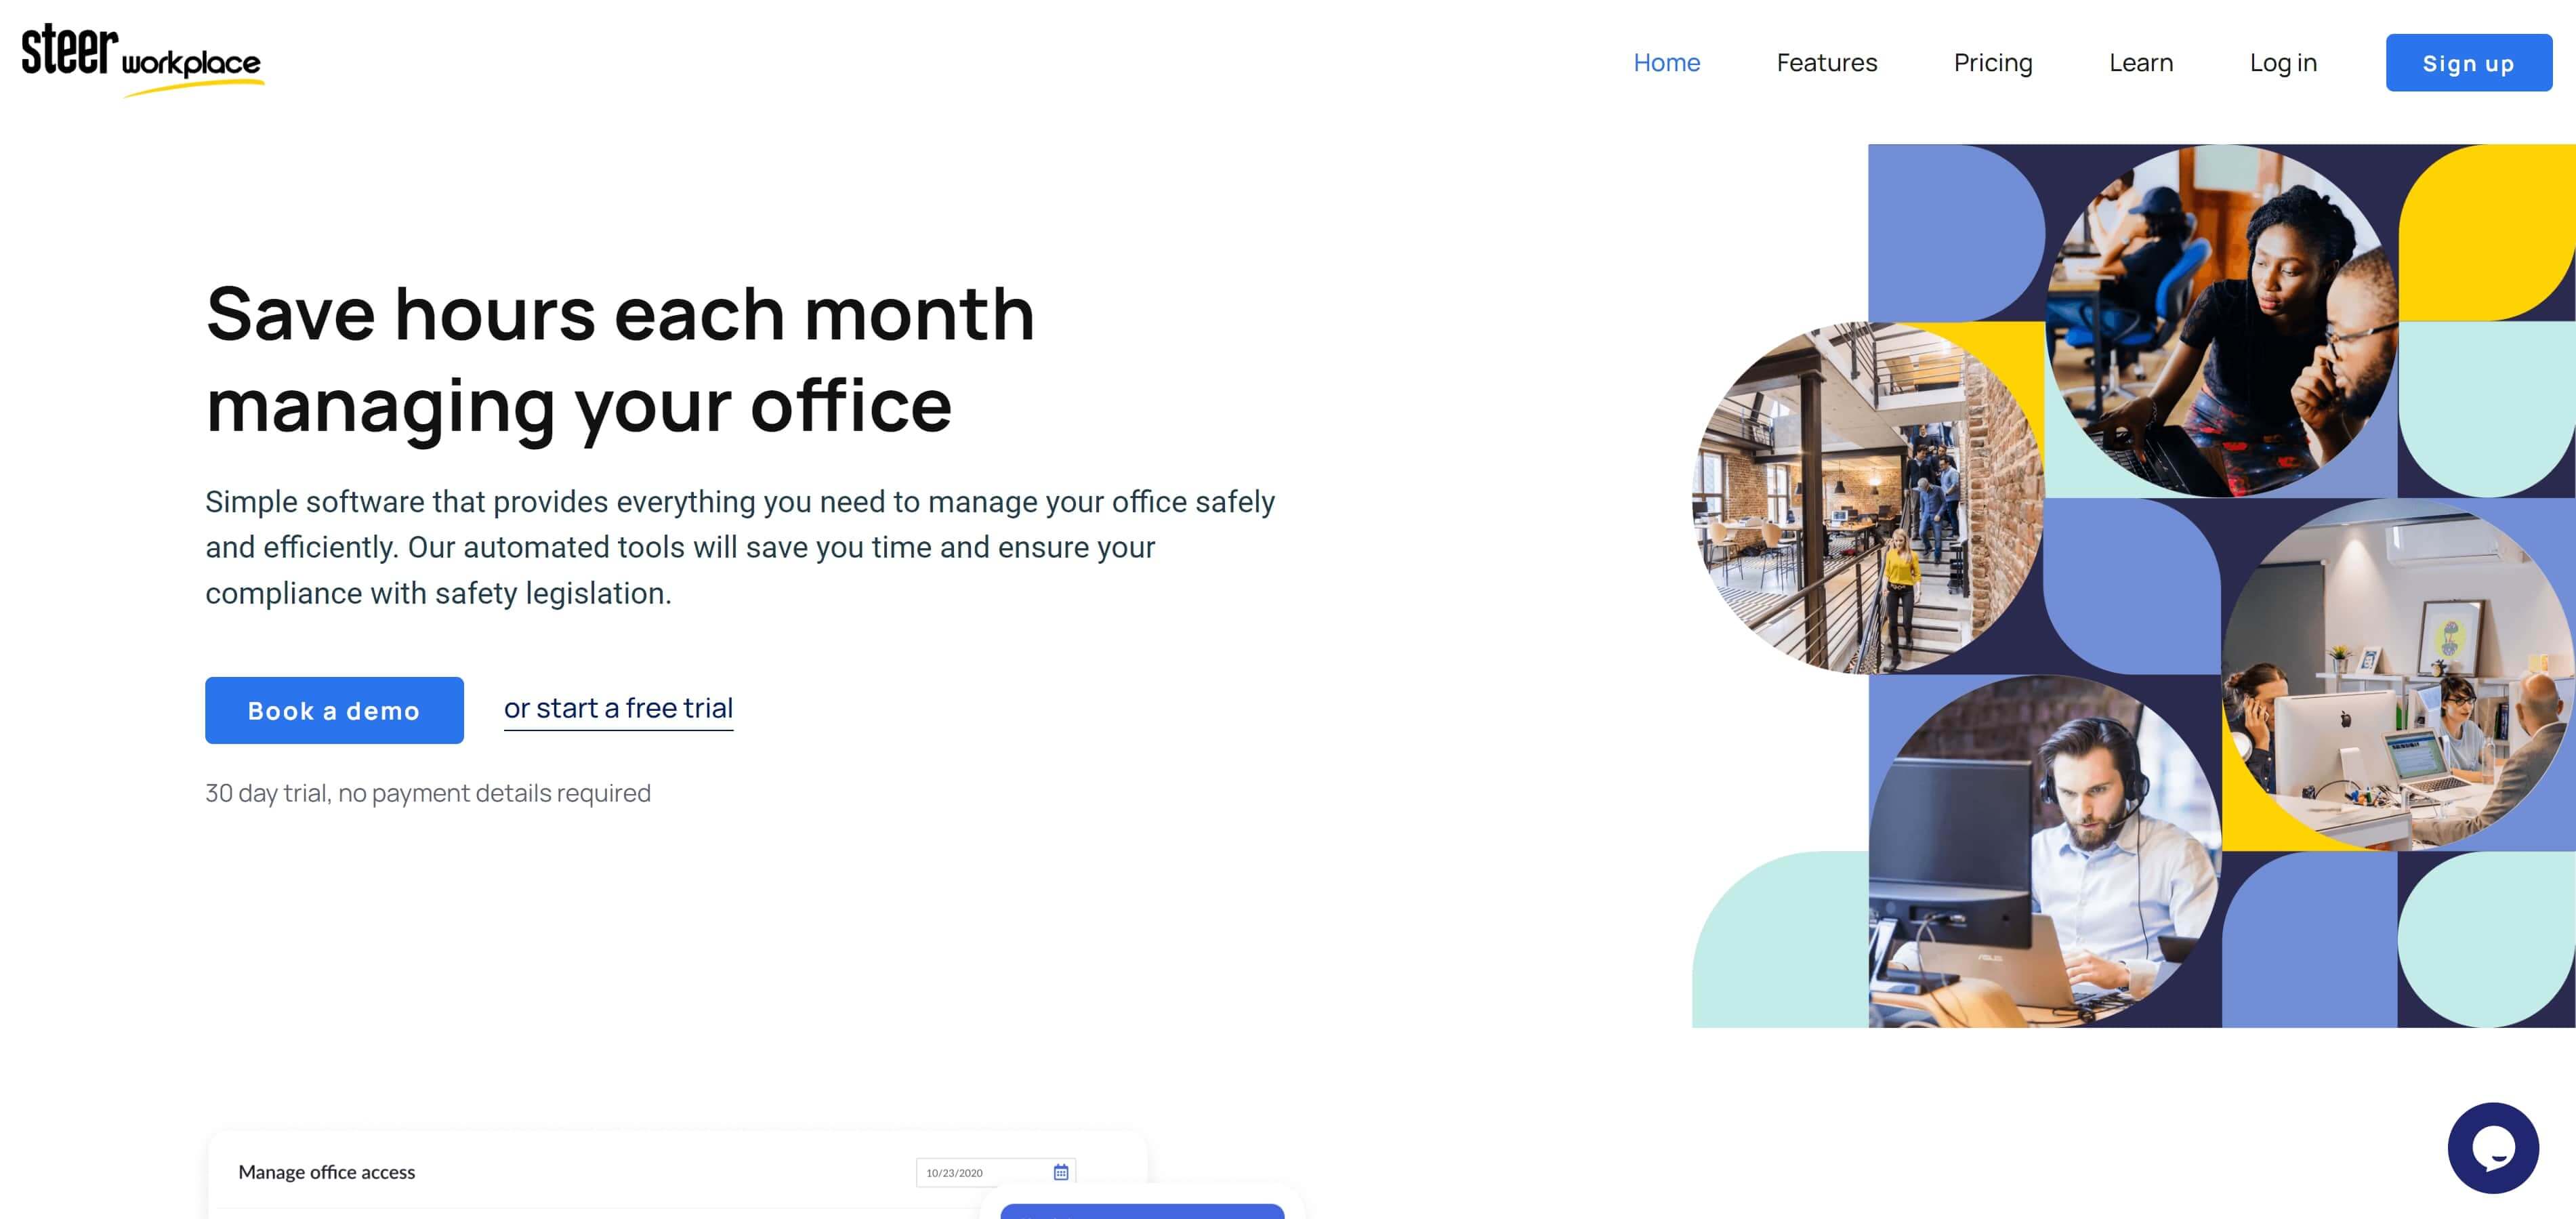 steer workplace
Home
Features
Pricing
Learn
Log in
Sign up
Save hours each month
managing your office
Simple software that provides everything you need to manage your office safely
and efficiently. Our automated tools will save you time and ensure your
compliance with safety legislation.
Book a demo
or start a free trial
30 day trial, no payment details required
ASUS
Manage office access
10/23/2020